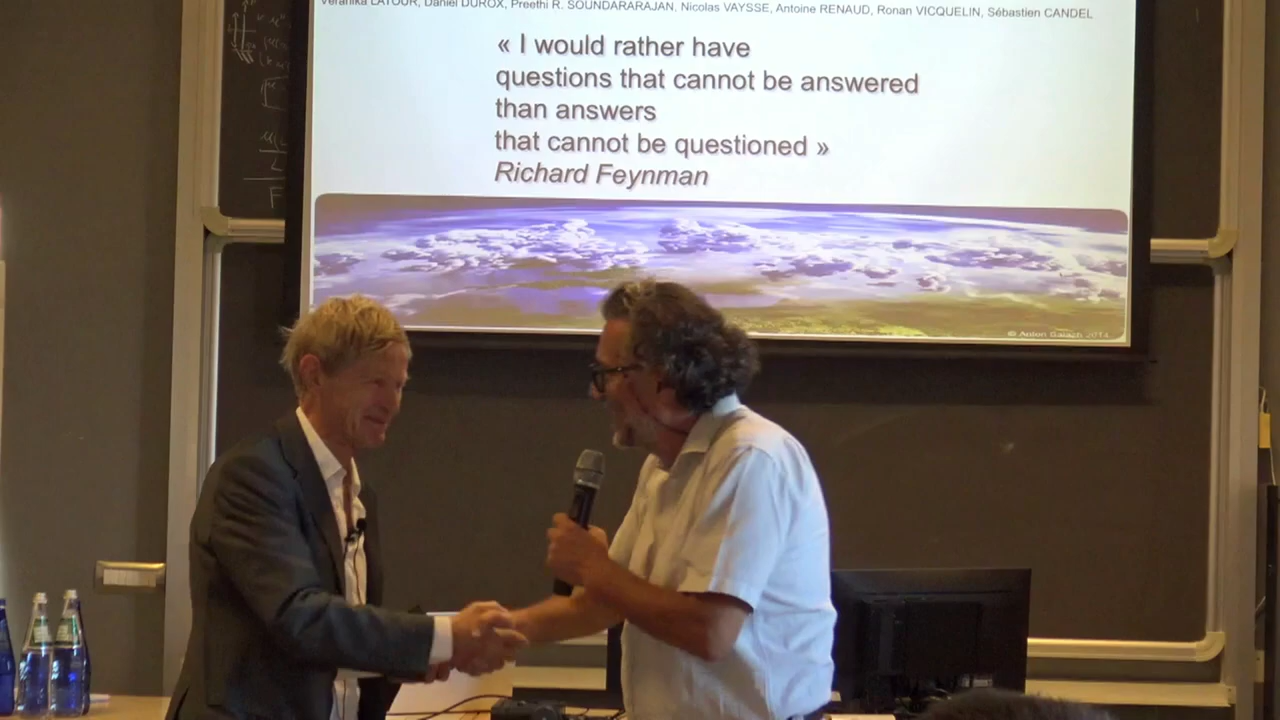 Veranika LATOUR, Daniel DUROX, Preethi R. SOUNDARARAJAN, Nicolas VAYSSE, Antoine RENAUD, Ronan VICQUELIN, Sébastien CANDEL
« I would rather have
questions that cannot be answered
than answers
that cannot be questioned »
Richard Feynman
© Anton Balazh 2014